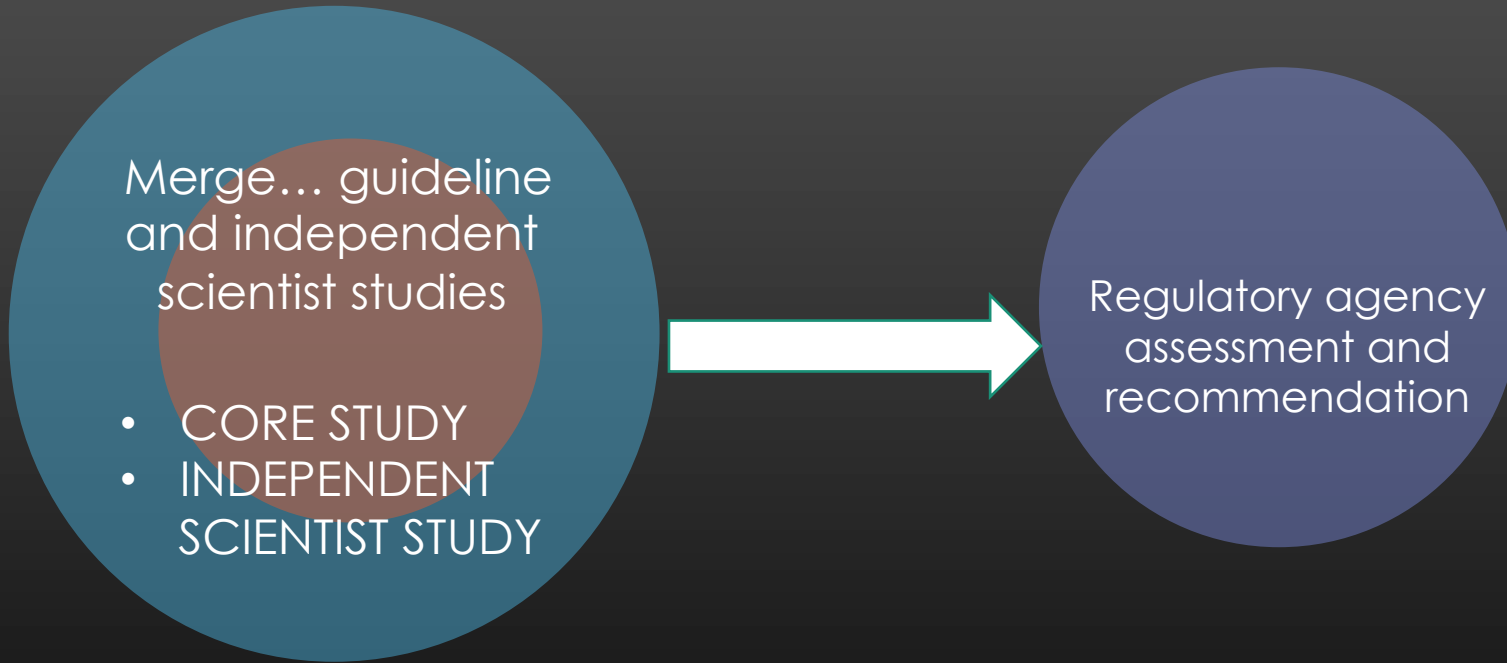 Merge… guideline
and independent
scientist studies
• CORE STUDY
• INDEPENDENT
SCIENTIST STUDY
Regulatory agency
assessment and
recommendation